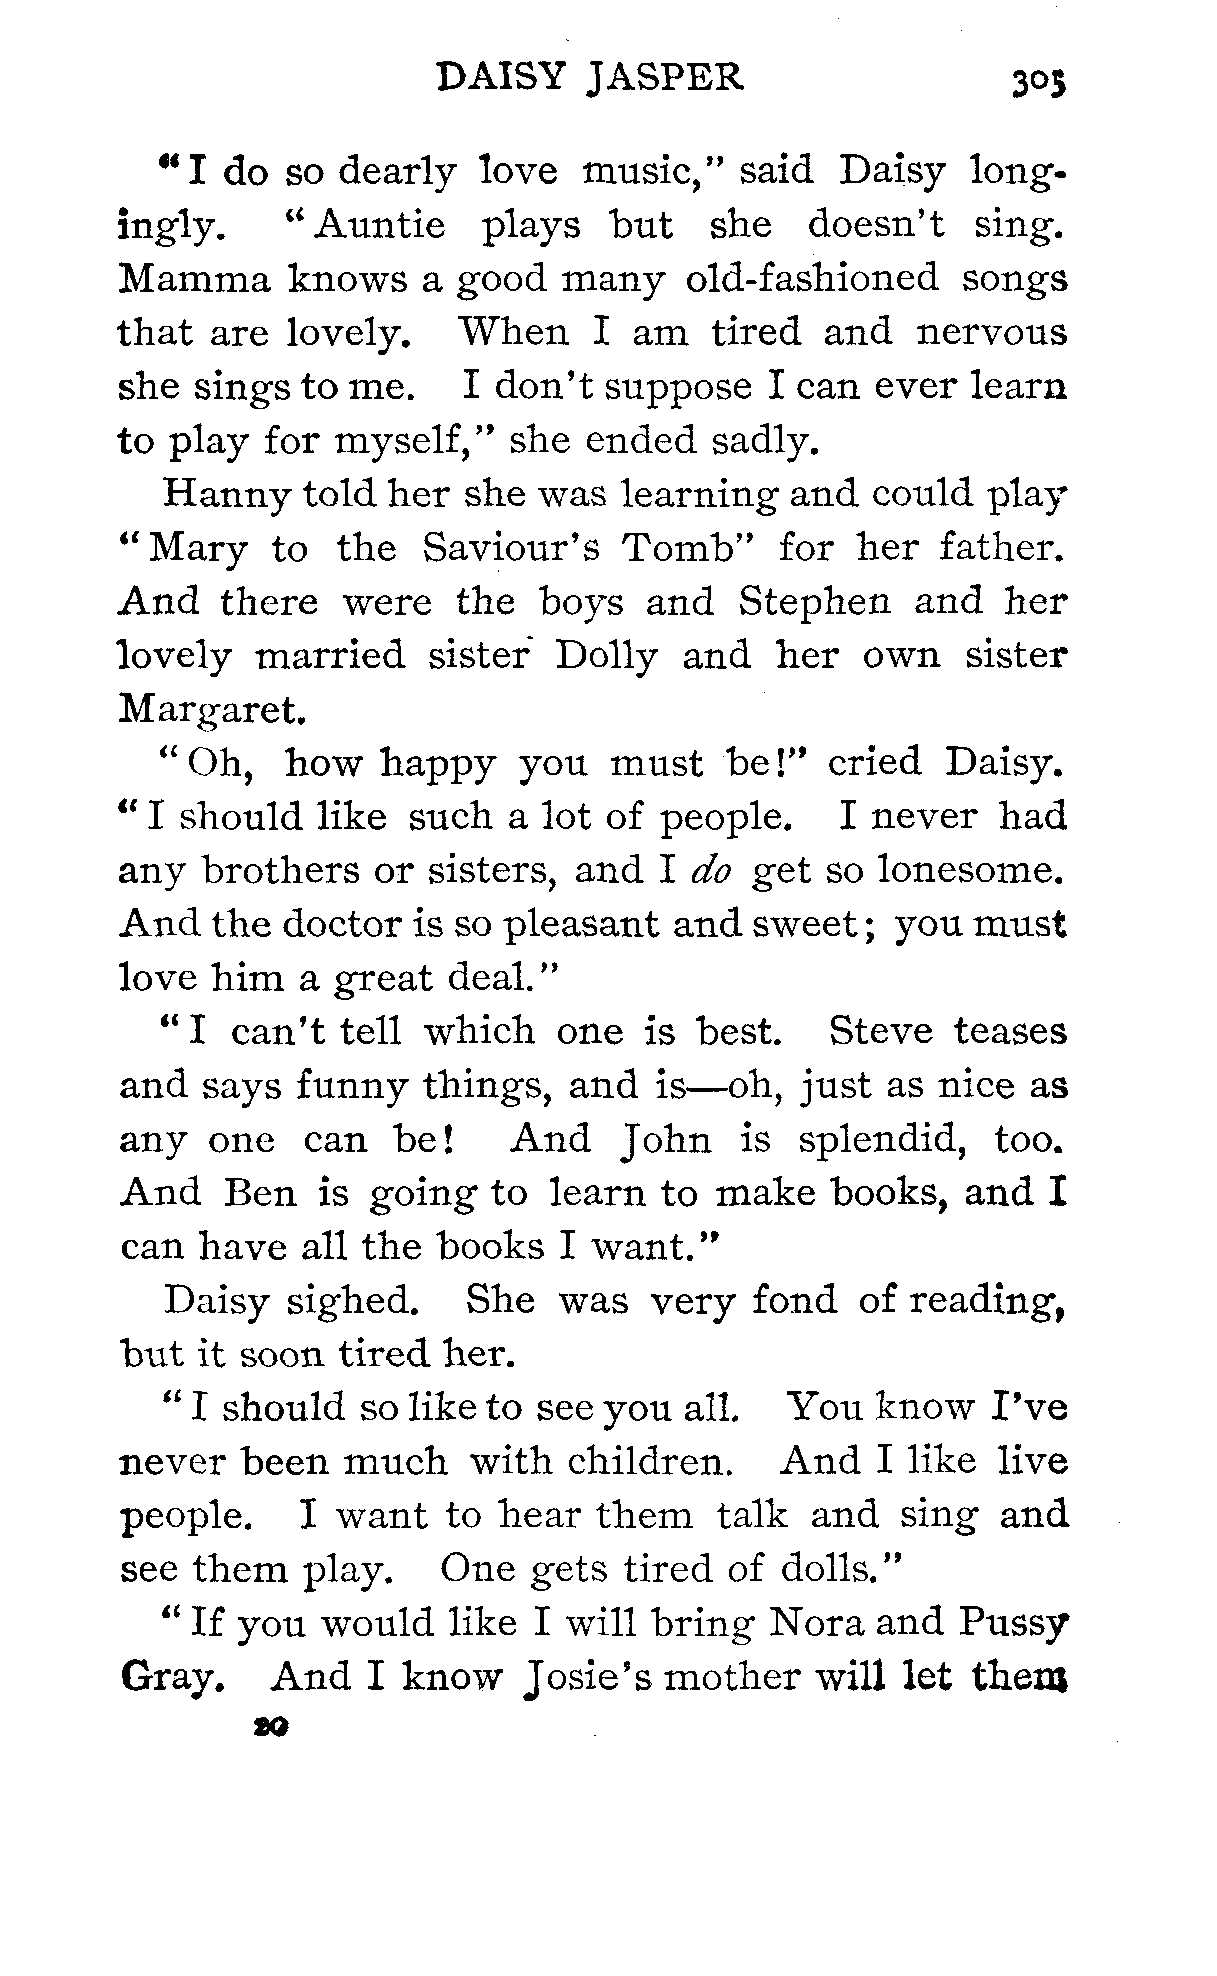 DAISY JASPER 305
"I do so dearly love music," said Daisy long-
ingly. "Auntie plays but she doesn't sing.
Mamma knows a good many old-fashioned songs
that are lovely. When I am tired and nervous
she sings to me. I don't suppose I can ever learn
to play for myself," she ended sadly.
Hanny told her she was learning and could play
"Mary to the Saviour's Tomb" for her father.
And there were the boys and Stephen and her
lovely married sister Dolly and her own sister
Margaret.
"Oh, how happy you must be!" cried Daisy.
"I should like such a lot of people. I never had
any brothers or sisters, and I do get so lonesome.
And the doctor is so pleasant and sweet; you must
love him a great deal."
"I can't tell which one is best. Steve teases
and says funny things, and is—oh, just as nice as
any one can be! And John is splendid, too.
And Ben is going to learn to make books, and I
can have all the books I want."
Daisy sighed. She was very fond of reading,
but it soon tired her.
"I should so like to see you all. You know I've
never been much with children. And I like live
people. I want to hear them talk and sing and
see them play. One gets tired of dolls."
"If you would like I will bring Nora and Pussy
Gray. And I know Josie's mother will let them
20